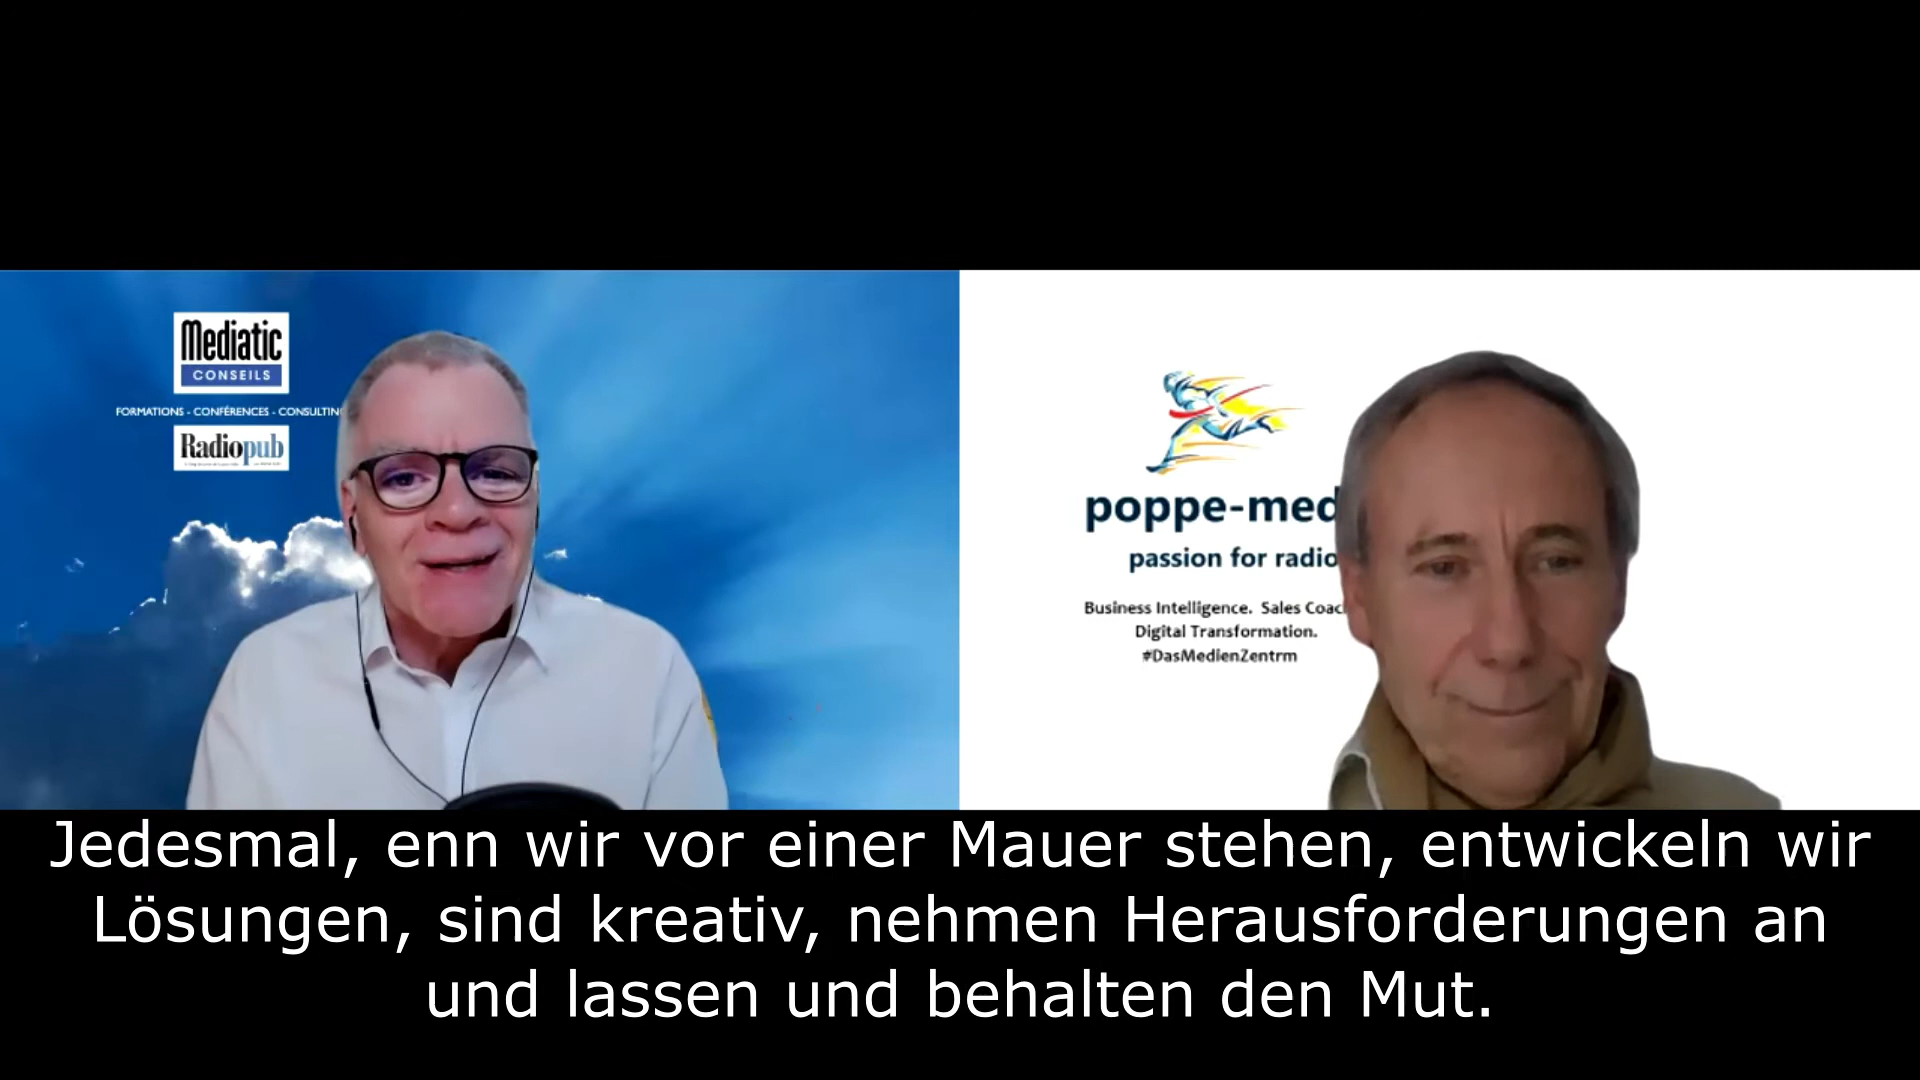 Mediatic
CONSEILS
FORMATIONS - CONFÉRENCES - CONSULTIN
Radiopub
poppe-med
passion for radio
Business Intelligence. Sales Coac
Digital Transformation.
#DasMedienZentrm
Jedesmal, enn wir vor einer Mauer stehen, entwickeln wir
Lösungen, sind kreativ, nehmen Herausforderungen an
und lassen und behalten den Mut.